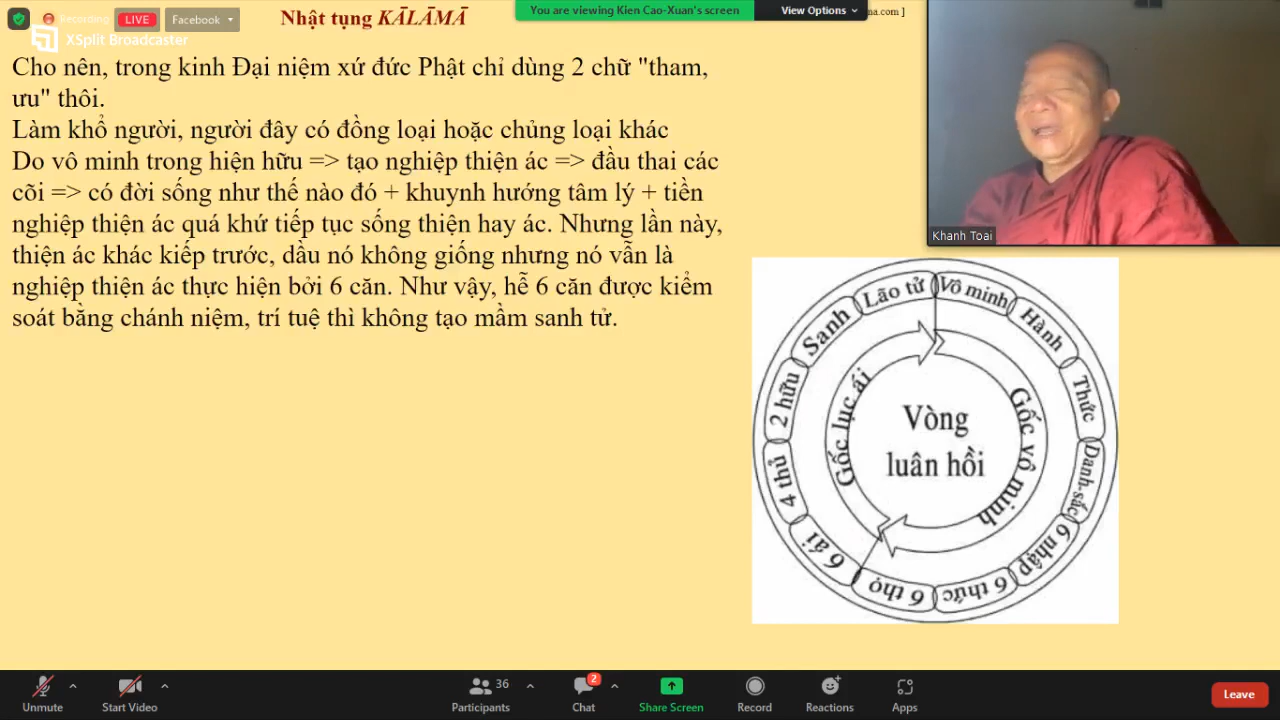 Recording
LIVE
Facebook
XSplit Broadcaster
Nhật tụng KĀLĀMĀ
You are viewing Kien Cao-Xuan's screen
View Options
ma.com ]
Cho nên, trong kinh Đại niệm xứ đức Phật chỉ dùng 2 chữ "tham,
ưu" thôi.
Làm khổ người, người đây có đồng loại hoặc chủng loại khác
Do vô minh trong hiện hữu => tạo nghiệp thiện ác => đầu thai các
cõi => có đời sống như thế nào đó + khuynh hướng tâm lý + tiền
nghiệp thiện ác quá khứ tiếp tục sống thiện hay ác. Nhưng lần này,
thiện ác khác kiếp trước, dầu nó không giống nhưng nó vẫn là
nghiệp thiện ác thực hiện bởi 6 căn. Như vậy, hễ 6 căn được kiểm
soát bằng chánh niệm, trí tuệ thì không tạo mầm sanh tử.
Khanh Toai
Vô minh
Hành
Thức
Danh-sắc
6 nhập
6 thức
6 thọ
6 ái
4 thủ
2 hữu
Sanh
Lão tử
Gốc vô minh
Gốc lục ái
Vòng
luân hồi
Unmute
Start Video
36
Participants
2
Chat
Share Screen
Record
Reactions
Apps
Leave